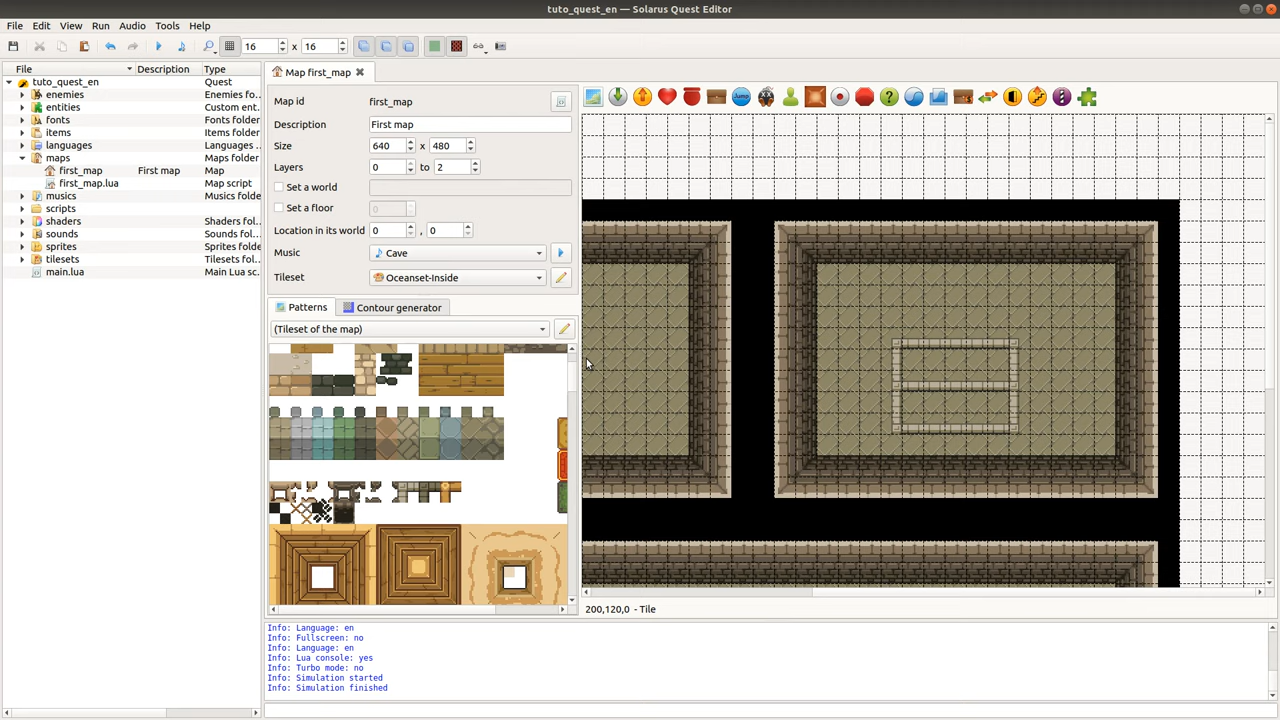 tuto_quest_en — Solarus Quest Editor
File Edit View Run Audio Tools Help
16 x 16
File Description Type
tuto_quest_en Quest
enemies Enemies fo...
entities Custom ent...
fonts Fonts folder
items Items folder
languages Languages ...
maps Maps folder
first_map First map Map
first_map.lua Map script
musics Musics folder
scripts
shaders Shaders fol...
sounds Sounds fol...
sprites Sprites fol...
tilesets Tilesets fol...
main.lua Main Lua sc...
Map first_map
Map id first_map
Description First map
Size 640 x 480
Layers 0 to 2
Set a world
Set a floor 0
Location in its world 0 , 0
Music Cave
Tileset Oceanset-Inside
Patterns Contour generator
(Tileset of the map)
Jump
200,120,0 - Tile
Info: Language: en
Info: Fullscreen: no
Info: Language: en
Info: Lua console: yes
Info: Turbo mode: no
Info: Simulation started
Info: Simulation finished